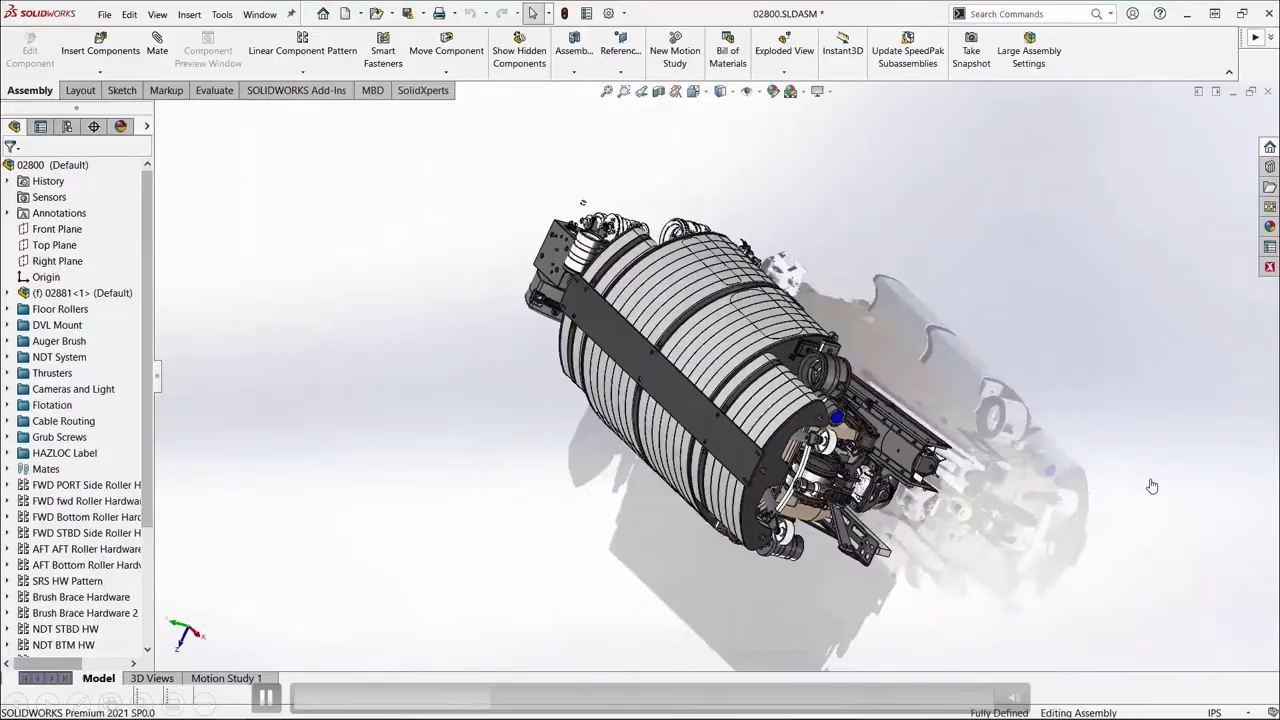 SOLIDWORKS File Edit View Insert Tools Window 02800.SLDASM * Search Commands
Edit Component Insert Components Mate Component Preview Window Linear Component Pattern Smart Fasteners Move Component Show Hidden Components Assemb... Referenc... New Motion Study Bill of Materials Exploded View Instant3D Update SpeedPak Subassemblies Take Snapshot Large Assembly Settings
Assembly Layout Sketch Markup Evaluate SOLIDWORKS Add-Ins MBD SolidXperts
02800 (Default)
History
Sensors
Annotations
Front Plane
Top Plane
Right Plane
Origin
(f) 02881<1> (Default)
Floor Rollers
DVL Mount
Auger Brush
NDT System
Thrusters
Cameras and Light
Flotation
Cable Routing
Grub Screws
HAZLOC Label
Mates
FWD PORT Side Roller H
FWD fwd Roller Hardwa
FWD Bottom Roller Hard
FWD STBD Side Roller H
AFT AFT Roller Hardware
AFT Bottom Roller Hardw
SRS HW Pattern
Brush Brace Hardware
Brush Brace Hardware 2
NDT STBD HW
NDT BTM HW
Model 3D Views Motion Study 1
SOLIDWORKS Premium 2021 SP0.0 Fully Defined Editing Assembly IPS